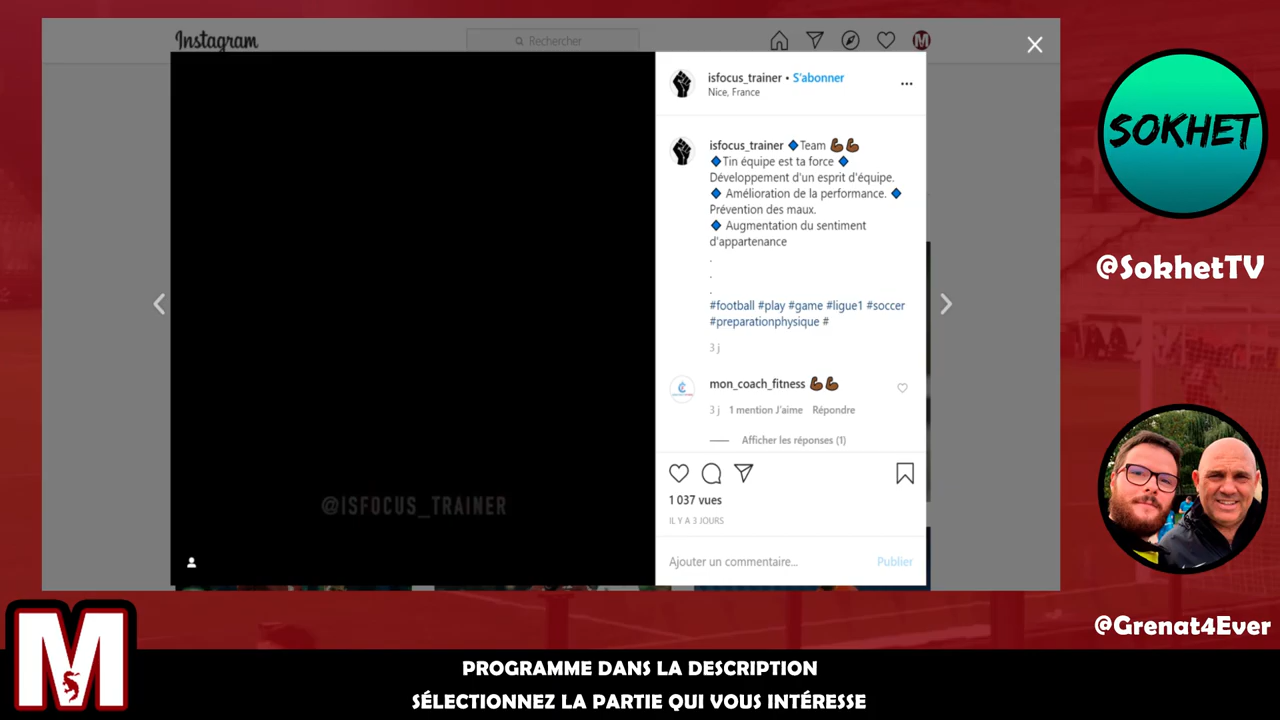 Instagram
Rechercher
M
isfocus_trainer • S'abonner
Nice, France
isfocus_trainer 🔷Team 💪🏾💪🏾
🔷Tin équipe est ta force 🔷
Développement d'un esprit d'équipe.
🔷 Amélioration de la performance. 🔷
Prévention des maux.
🔷 Augmentation du sentiment
d'appartenance
.
.
.
#football #play #game #ligue1 #soccer
#preparationphysique #
3 j
mon_coach_fitness 💪🏾💪🏾
3 j 1 mention J'aime Répondre
Afficher les réponses (1)
1 037 vues
IL Y A 3 JOURS
Ajouter un commentaire... Publier
@ISFOCUS_TRAINER
SOKHET
@SokhetTV
@Grenat4Ever
M
PROGRAMME DANS LA DESCRIPTION
SÉLECTIONNEZ LA PARTIE QUI VOUS INTÉRESSE